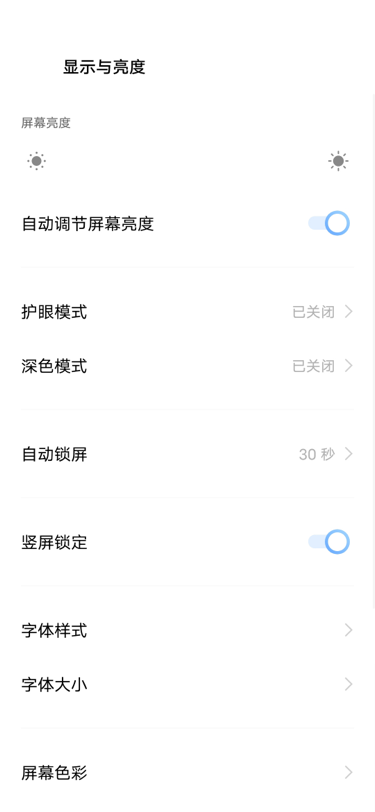 显示与亮度
屏幕亮度
自动调节屏幕亮度
护眼模式 已关闭
深色模式 已关闭
自动锁屏 30 秒
竖屏锁定
字体样式
字体大小
屏幕色彩